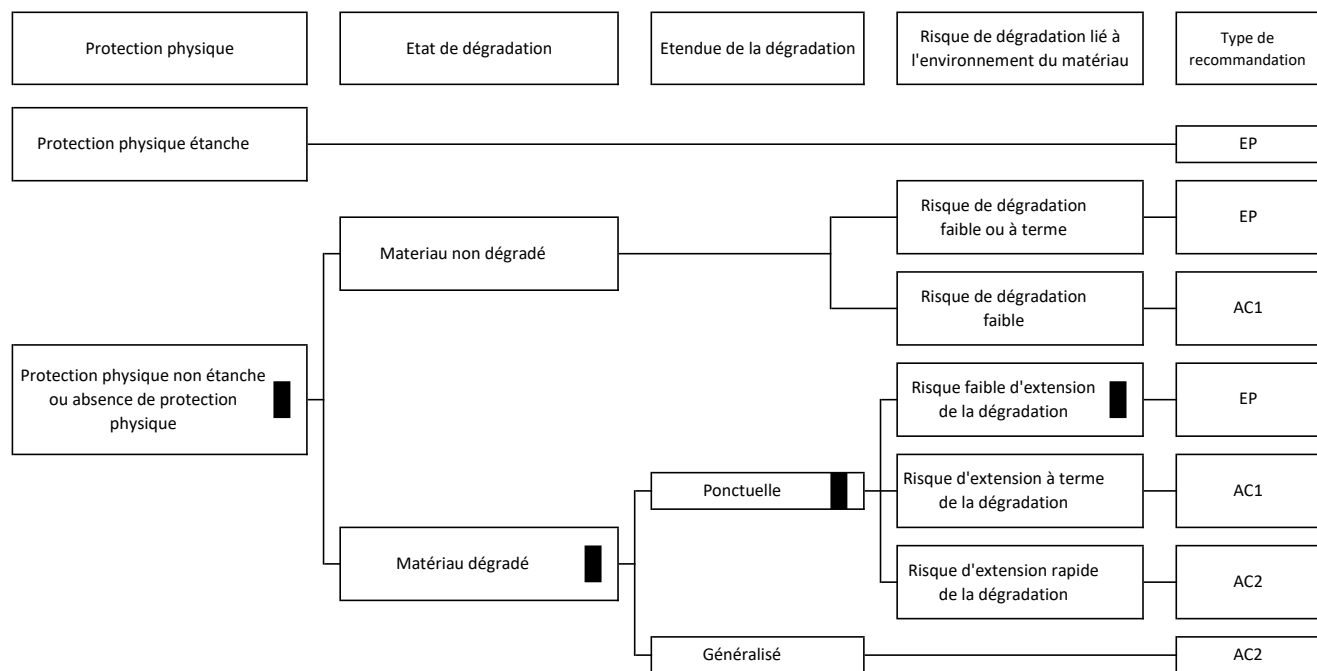 Protection physique
Etat de dégradation
Etendue de la dégradation
Risque de dégradation lié à
l'environnement du matériau
Type de
recommandation
Protection physique étanche
EP
Risque de dégradation
faible ou à terme
EP
Materiau non dégradé
Risque de dégradation
faible
AC1
Protection physique non étanche
ou absence de protection
physique
Risque faible d'extension
de la dégradation
EP
Ponctuelle
Risque d'extension à terme
de la dégradation
AC1
Matériau dégradé
Risque d'extension rapide
de la dégradation
AC2
Généralisé
AC2